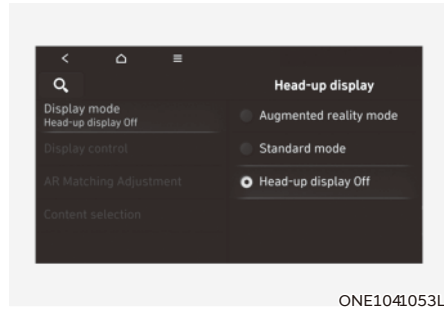 Head-up display
Display mode
Head-up display Off
Display control
AR Matching Adjustment
Content selection
Augmented reality mode
Standard mode
Head-up display Off
ONE1041053L